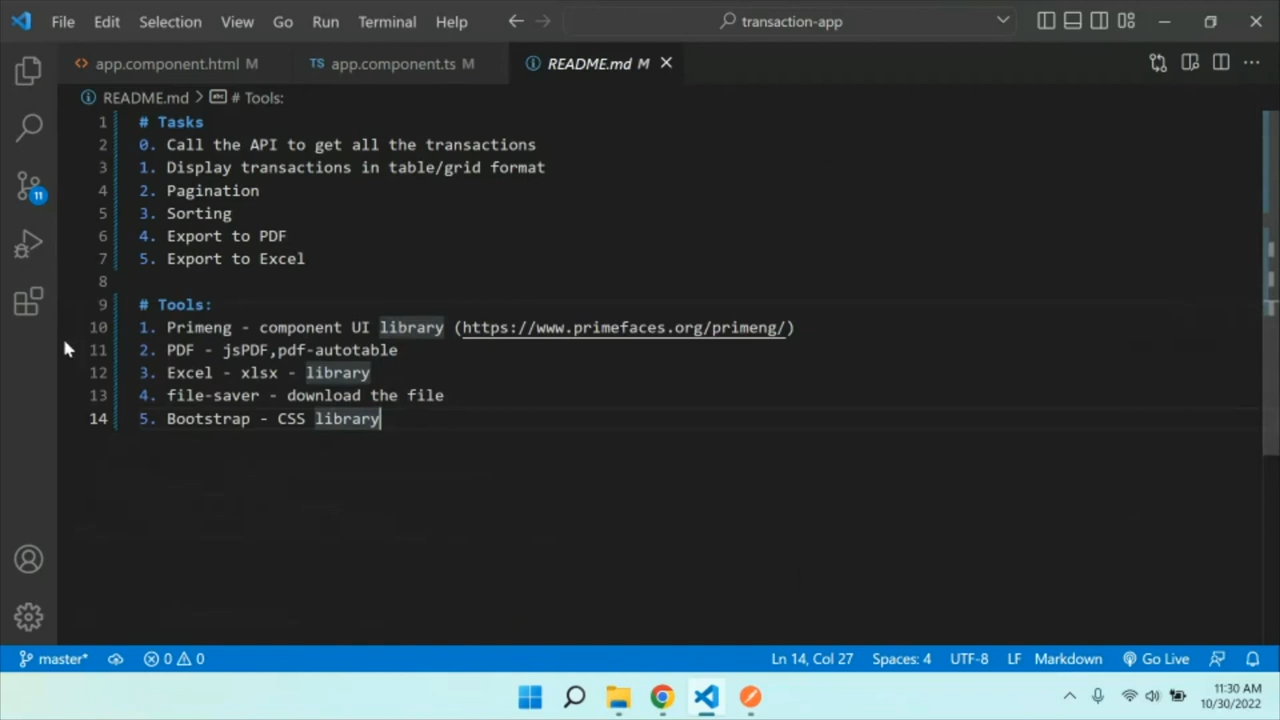 File Edit Selection View Go Run Terminal Help
transaction-app
app.component.html M
TS app.component.ts M
README.md M
README.md > # Tools:
1 # Tasks
2 0. Call the API to get all the transactions
3 1. Display transactions in table/grid format
4 2. Pagination
5 3. Sorting
6 4. Export to PDF
7 5. Export to Excel
8
9 # Tools:
10 1. Primeng - component UI library (https://www.primefaces.org/primeng/)
11 2. PDF - jsPDF,pdf-autotable
12 3. Excel - xlsx - library
13 4. file-saver - download the file
14 5. Bootstrap - CSS library
11
master* 0 0 Ln 14, Col 27 Spaces: 4 UTF-8 LF Markdown Go Live
11:30 AM
10/30/2022